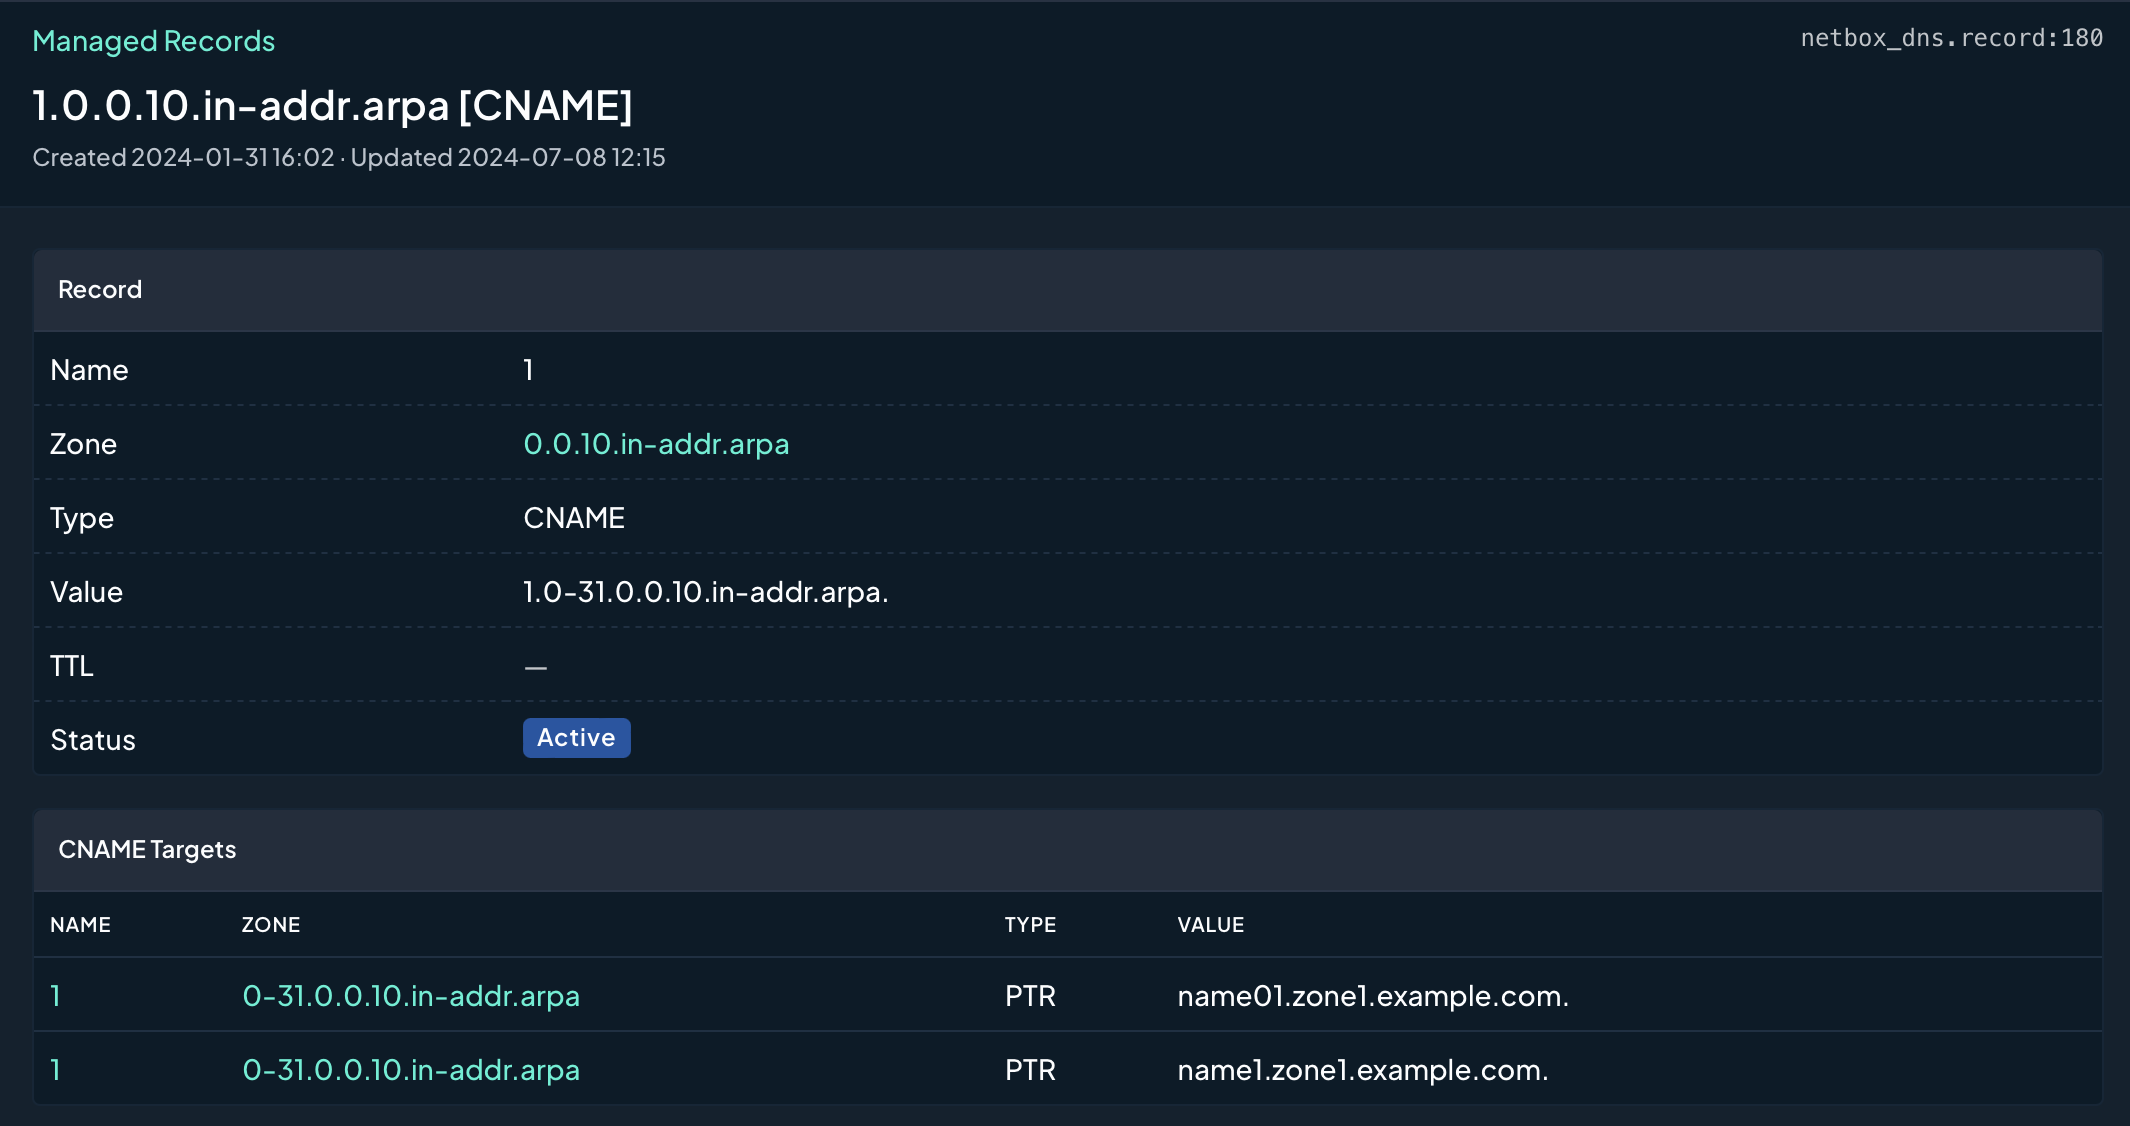 Managed Records
netbox_dns.record:180
1.0.0.10.in-addr.arpa [CNAME]
Created 2024-01-31 16:02 · Updated 2024-07-08 12:15
Record
Name 1
Zone 0.0.10.in-addr.arpa
Type CNAME
Value 1.0-31.0.0.10.in-addr.arpa.
TTL —
Status Active
CNAME Targets
NAME ZONE TYPE VALUE
1 0-31.0.0.10.in-addr.arpa PTR name01.zone1.example.com.
1 0-31.0.0.10.in-addr.arpa PTR name1.zone1.example.com.